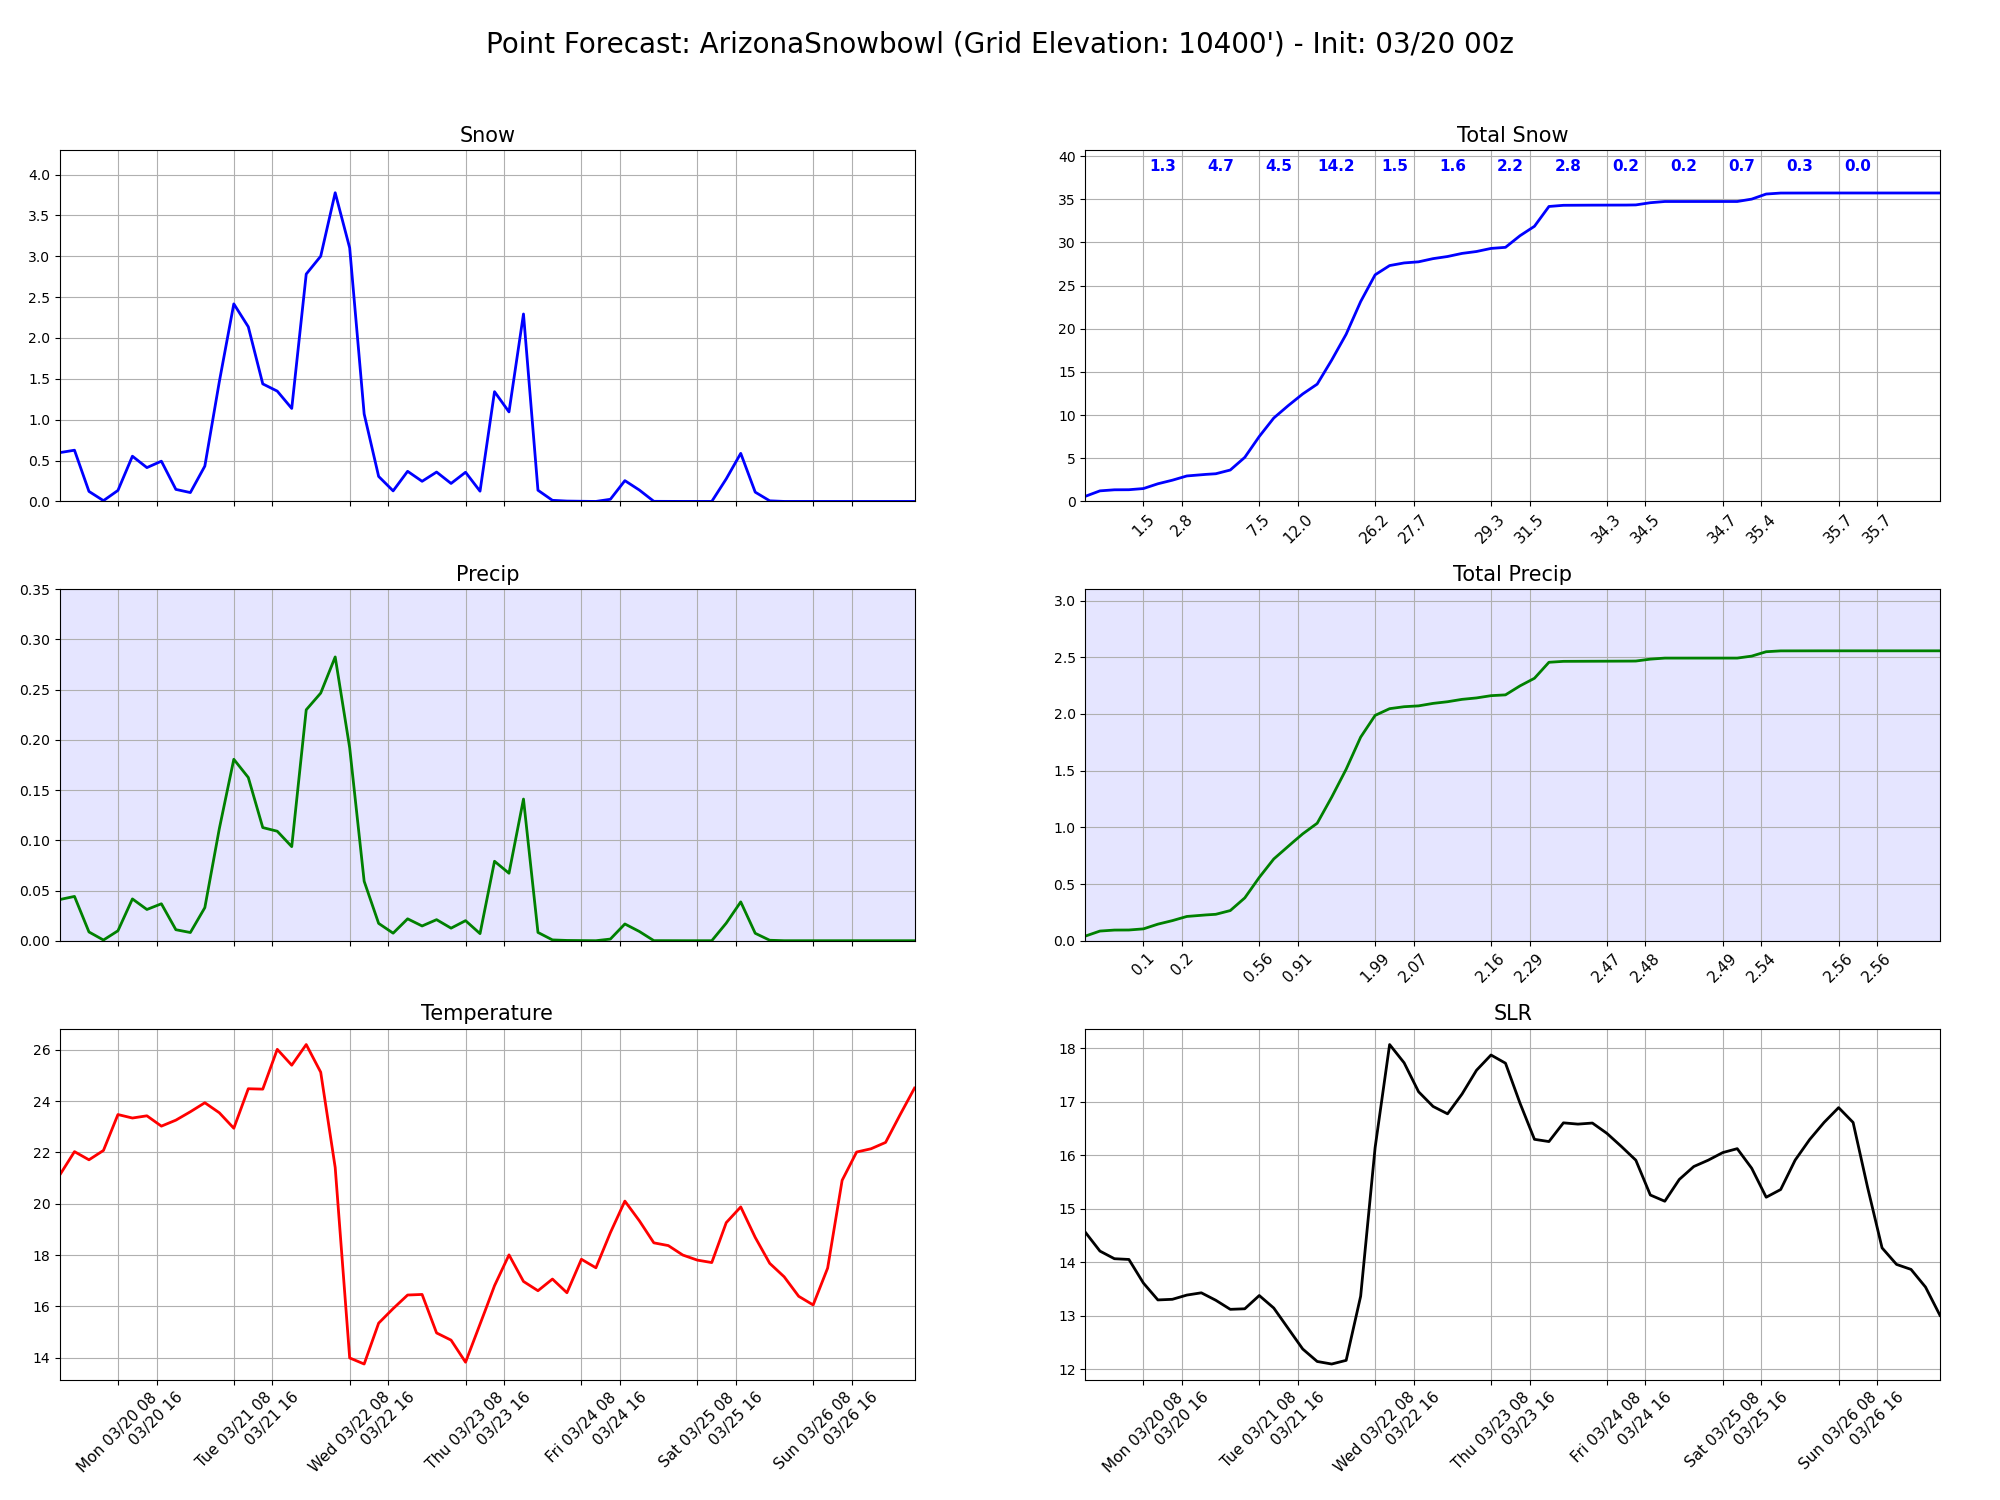 Point Forecast: ArizonaSnowbowl (Grid Elevation: 10400') - Init: 03/20 00z
Snow
4.0
3.5
3.0
2.5
2.0
1.5
1.0
0.5
0.0
Total Snow
1.3 4.7 4.5 14.2 1.5 1.6 2.2 2.8 0.2 0.2 0.7 0.3 0.0
40
35
30
25
20
15
10
5
0
1.5 2.8 7.5 12.0 26.2 27.7 29.3 31.5 34.3 34.5 34.7 35.4 35.7 35.7
Precip
0.35
0.30
0.25
0.20
0.15
0.10
0.05
0.00
Total Precip
3.0
2.5
2.0
1.5
1.0
0.5
0.0
0.1 0.2 0.56 0.91 1.99 2.07 2.16 2.29 2.47 2.48 2.49 2.54 2.56 2.56
Temperature
26
24
22
20
18
16
14
Mon 03/20 08
03/20 16
Tue 03/21 08
03/21 16
Wed 03/22 08
03/22 16
Thu 03/23 08
03/23 16
Fri 03/24 08
03/24 16
Sat 03/25 08
03/25 16
Sun 03/26 08
03/26 16
SLR
18
17
16
15
14
13
12
Mon 03/20 08
03/20 16
Tue 03/21 08
03/21 16
Wed 03/22 08
03/22 16
Thu 03/23 08
03/23 16
Fri 03/24 08
03/24 16
Sat 03/25 08
03/25 16
Sun 03/26 08
03/26 16